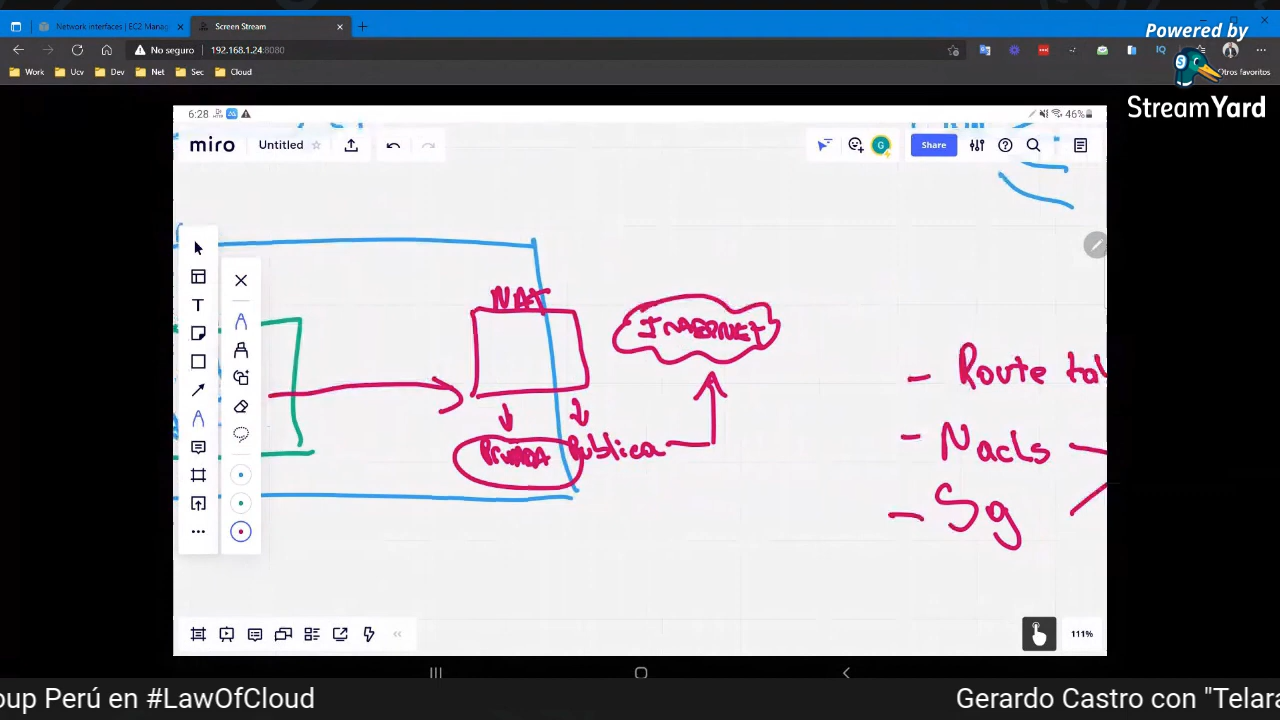 Network interfaces | EC2 Manag
Screen Stream
No seguro
192.168.1.24:8080
Work
Ucv
Dev
Net
Sec
Cloud
Otros favoritos
Powered by
StreamYard
6:28
46%
miro
Untitled
Share
NAT
Route tab
Nacls
Sg
Privada
Publica
111%
oup Perú en #LawOfCloud
Gerardo Castro con "Telara